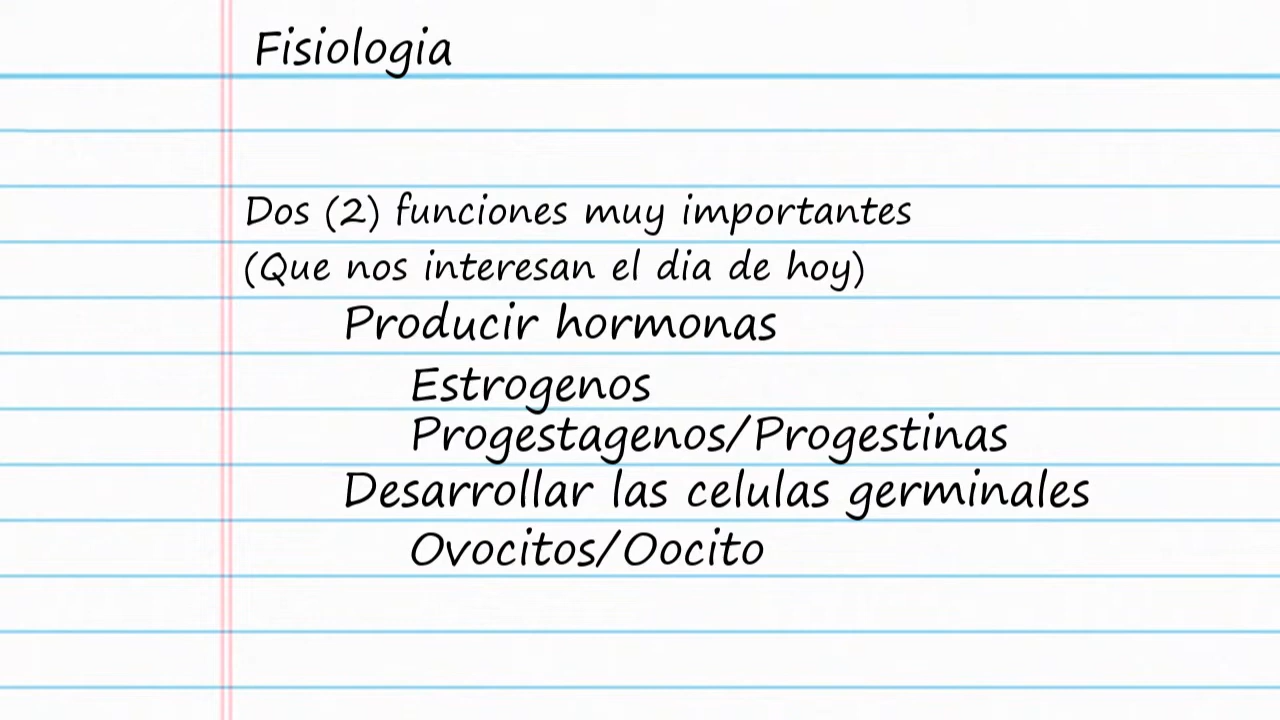 Fisiologia
Dos (2) funciones muy importantes
(Que nos interesan el dia de hoy)
Producir hormonas
Estrogenos
Progestagenos/Progestinas
Desarrollar las celulas germinales
Ovocitos/Oocito